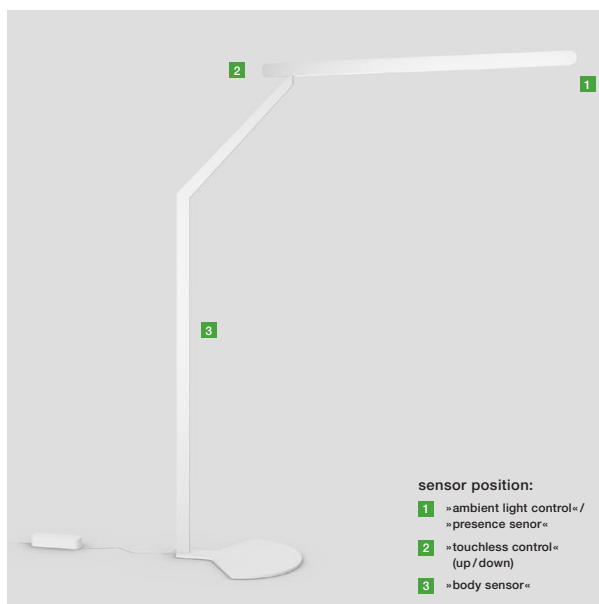 2
1
3
sensor position:
1 »ambient light control« /
»presence senor«
2 »touchless control«
(up / down)
3 »body sensor«